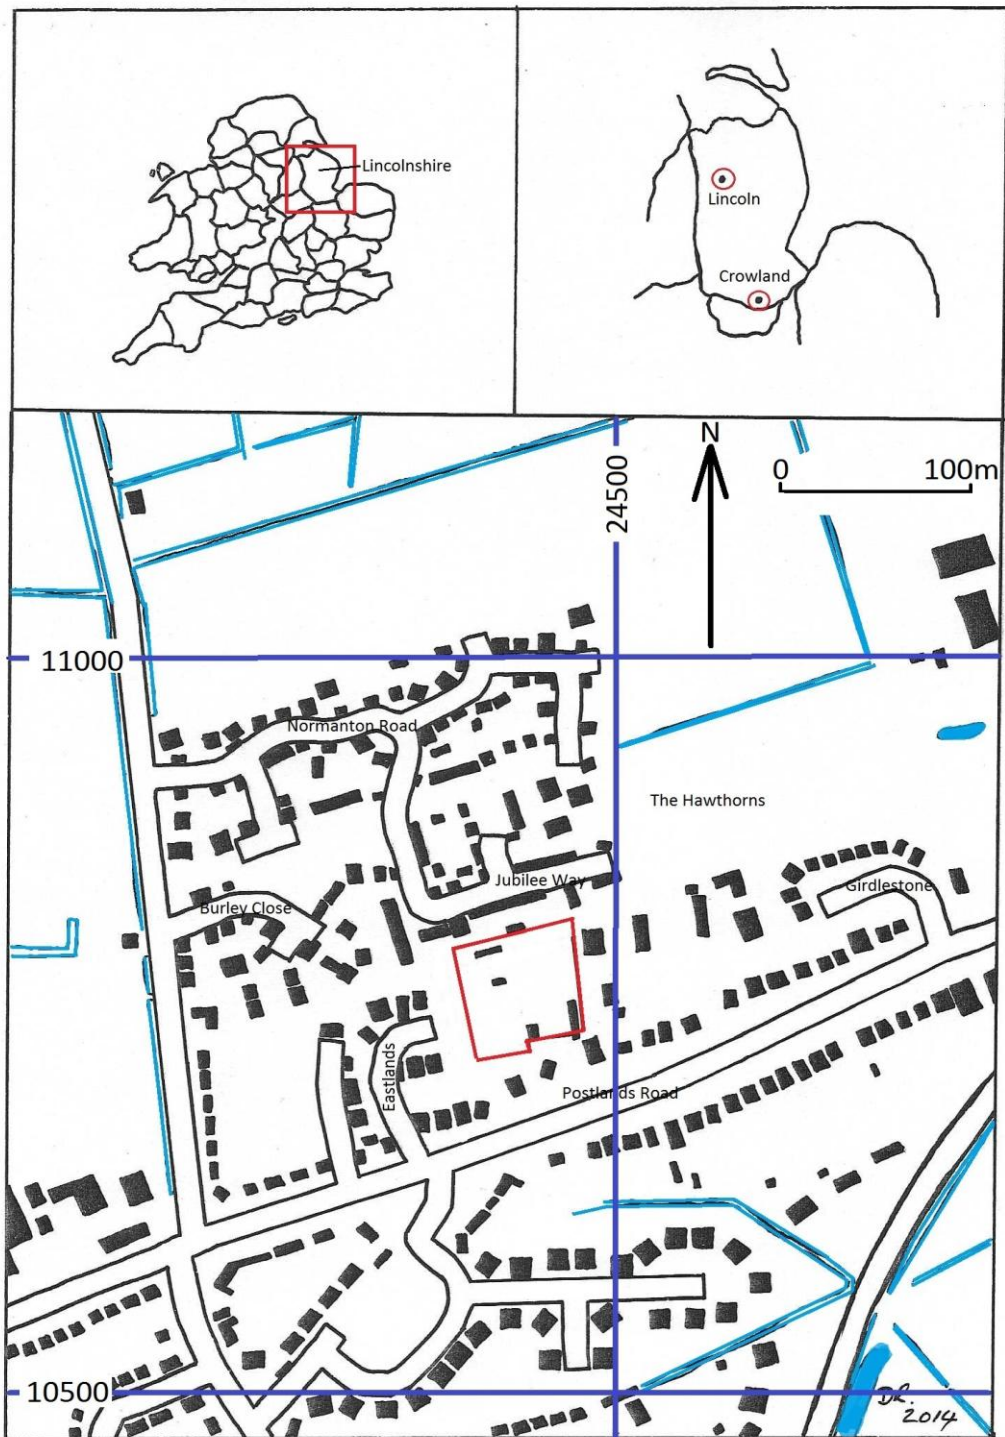 Lincolnshire
Lincoln
Crowland
N
24500
0 100m
11000
Normanton Road
The Hawthorns
Jubilee Way
Girdlestone
Burley Close
Eastlands
Postlands Road
10500
DR.
2014